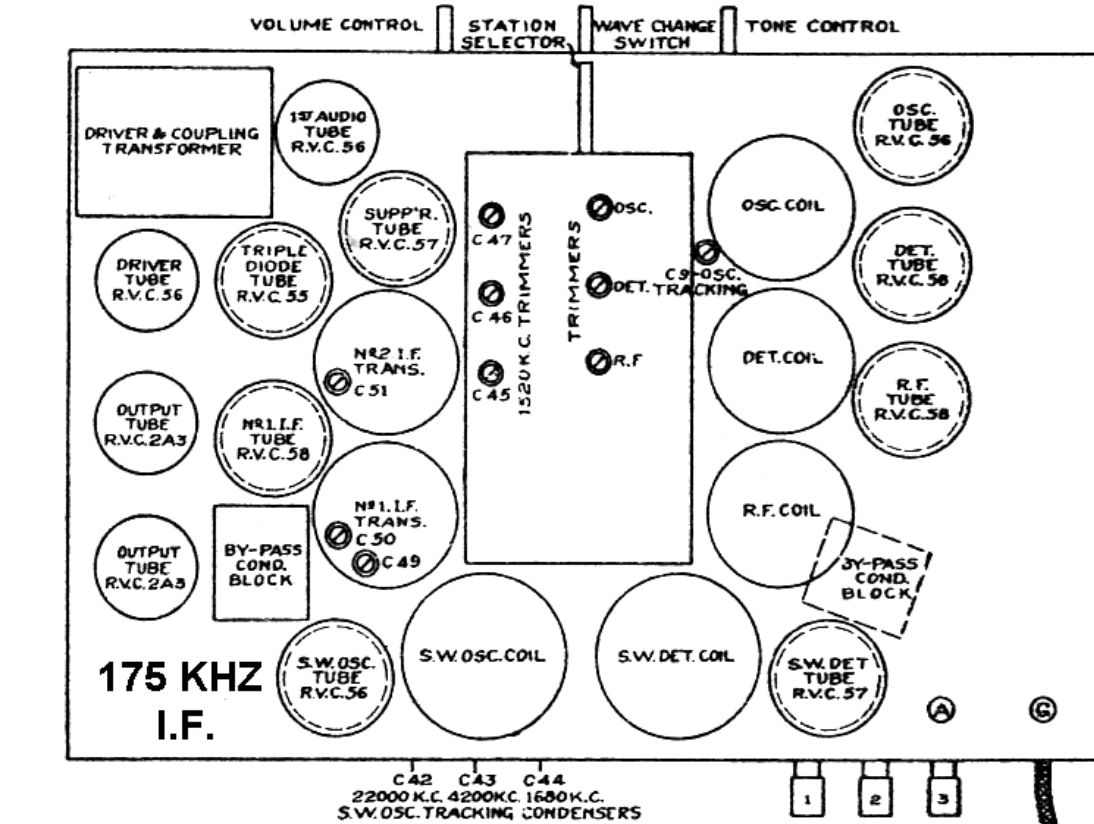 VOLUME CONTROL
STATION
SELECTOR
WAVE CHANGE
SWITCH
TONE CONTROL
DRIVER & COUPLING
TRANSFORMER
1ST AUDIO
TUBE
R.V.C. 56
OSC.
TUBE
R.V.C. 56
SUPP'R.
TUBE
R.V.C. 57
C 47
OSC.
OSC. COIL
1520 K.C. TRIMMERS
TRIMMERS
DRIVER
TUBE
R.V.C. 56
TRIPLE
DIODE
TUBE
R.V.C. 55
C 46
DET.
C9-OSC.
TRACKING
DET.
TUBE
R.V.C. 58
No2 I.F.
TRANS.
C 51
C 45
R.F
DET. COIL
R.F.
TUBE
R.V.C. 58
OUTPUT
TUBE
R.V.C. 2A3
No1. I.F.
TUBE
R.V.C. 58
No1. I.F.
TRANS.
C 50
C 49
R.F. COIL
OUTPUT
TUBE
R.V.C. 2A3
BY-PASS
COND.
BLOCK
BY-PASS
COND.
BLOCK
175 KHZ
I.F.
S.W. OSC.
TUBE
R.V.C. 56
S.W. OSC. COIL
S.W. DET. COIL
S.W. DET
TUBE
R.V.C. 57
A
G
C 42 C 43 C 44
22000 K.C. 4200K.C. 1680 K.C.
S.W. OSC. TRACKING CONDENSERS
1 2 3